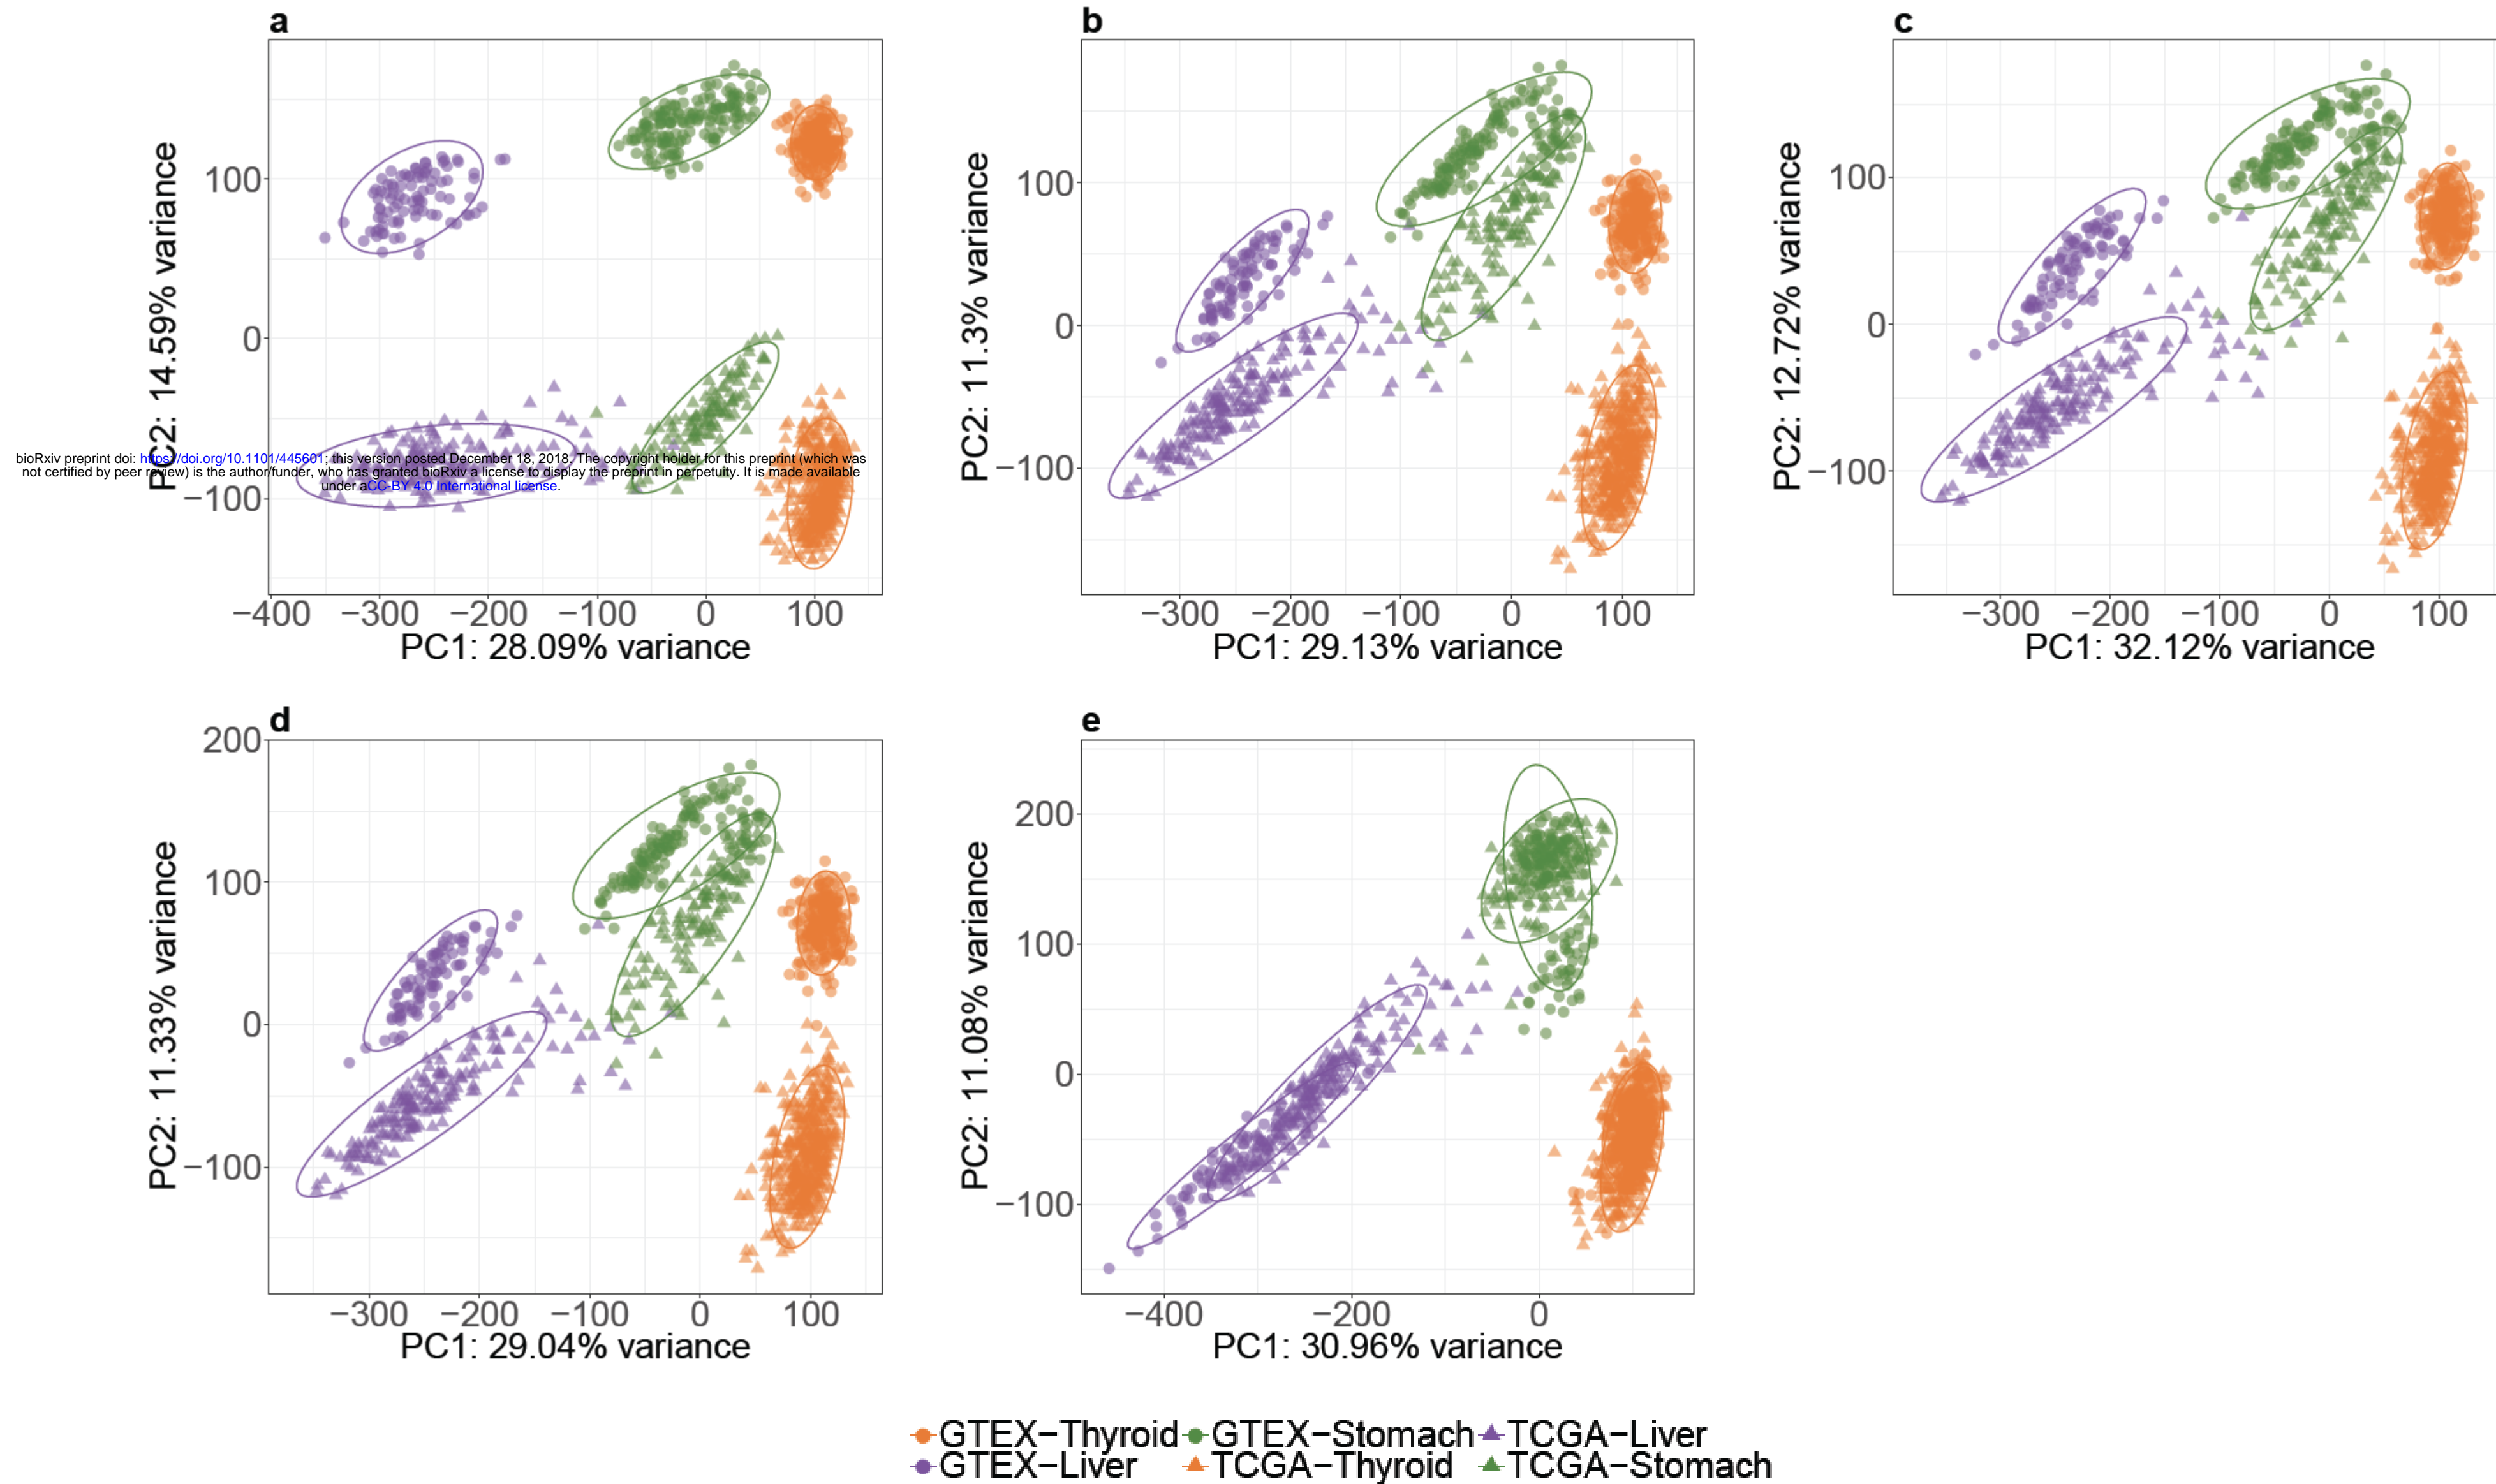 a
PC2: 14.59% variance
100
0
−100
−400 −300 −200 −100 0 100
PC1: 28.09% variance
b
PC2: 11.3% variance
100
0
−100
−300 −200 −100 0 100
PC1: 29.13% variance
c
PC2: 12.72% variance
100
0
−100
−300 −200 −100 0 100
PC1: 32.12% variance
bioRxiv preprint doi: https://doi.org/10.1101/445601; this version posted December 18, 2018. The copyright holder for this preprint (which was
not certified by peer review) is the author/funder, who has granted bioRxiv a license to display the preprint in perpetuity. It is made available
under aCC-BY 4.0 International license.
d
PC2: 11.33% variance
200
100
0
−100
−300 −200 −100 0 100
PC1: 29.04% variance
e
PC2: 11.08% variance
200
100
0
−100
−400 −200 0
PC1: 30.96% variance
GTEX−Thyroid GTEX−Stomach TCGA−Liver
GTEX−Liver TCGA−Thyroid TCGA−Stomach